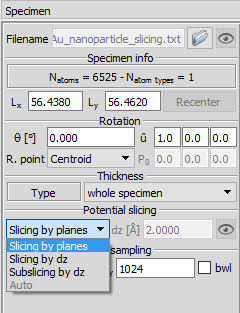 Specimen
Filename Au_nanoparticle_slicing.txt
Specimen info
Natoms = 6525 - Natom types = 1
Lx 56.4380 Ly 56.4620 Recenter
Rotation
θ [°] 0.000 û 1.0 0.0 0.0
R. point Centroid P0 0.0 0.0 0.0
Thickness
Type whole specimen
Potential slicing
Slicing by planes dz [Å] 2.0000
Slicing by planes
Slicing by dz
Subslicing by dz
Auto
sampling
1024 bwl